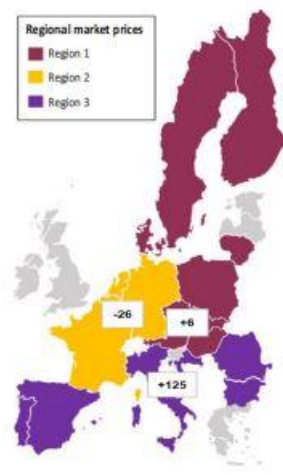 Regional market prices
Region 1
Region 2
Region 3
-26
+6
+125